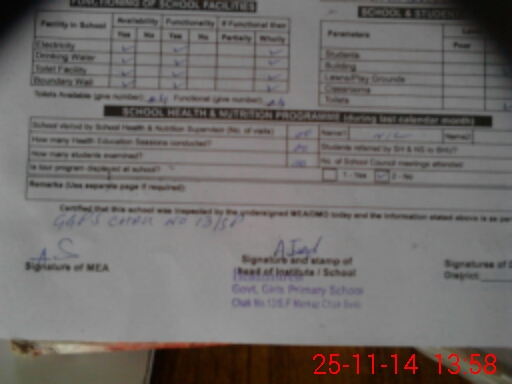 FUNCTIONING OF SCHOOL FACILITIES
Facility in School Availability Functionality If Functional then
Yes No Yes No Partially Wholly
Electricity
Drinking Water
Toilet Facility
Boundary Wall
Toilets Available (give number) Functional (give number)
SCHOOL & STUDE
Parameters
Poor
Students
Building
Lawns/Play Grounds
Classrooms
Toilets
SCHOOL HEALTH & NUTRITION PROGRAMME (during last calendar month)
School visited by School Health & Nutrition Supervisor (No. of visits) Name1 Name2
How many Health Education Sessions conducted? Students referred by SH & NS to BHU?
How many students examined? No. of School Council meetings attended
Is tour program displayed at school? 1 - Yes 2 - No
Remarks (Use separate page if required)
Certified that this school was inspected by the undersigned MEA/DMO today and the information stated above is as per
Signature of MEA
Signature and stamp of
Head of Institute / School
Signatures of
District:
Govt. Girls Primary School
25-11-14 13:58